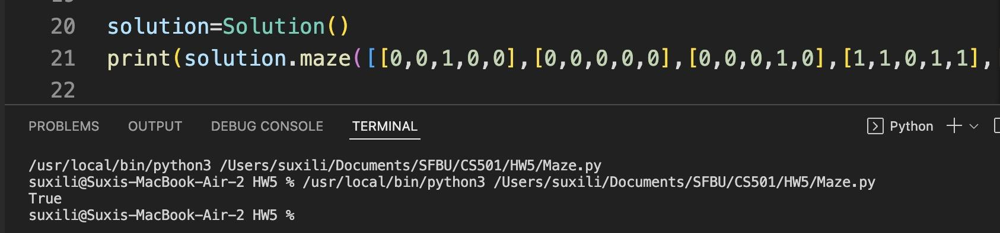 20 solution=Solution()
21 print(solution.maze([[0,0,1,0,0],[0,0,0,0,0],[0,0,0,1,0],[1,1,0,1,1],
22
PROBLEMS OUTPUT DEBUG CONSOLE TERMINAL Python
/usr/local/bin/python3 /Users/suxili/Documents/SFBU/CS501/HW5/Maze.py
suxili@Suxis-MacBook-Air-2 HW5 % /usr/local/bin/python3 /Users/suxili/Documents/SFBU/CS501/HW5/Maze.py
True
suxili@Suxis-MacBook-Air-2 HW5 %